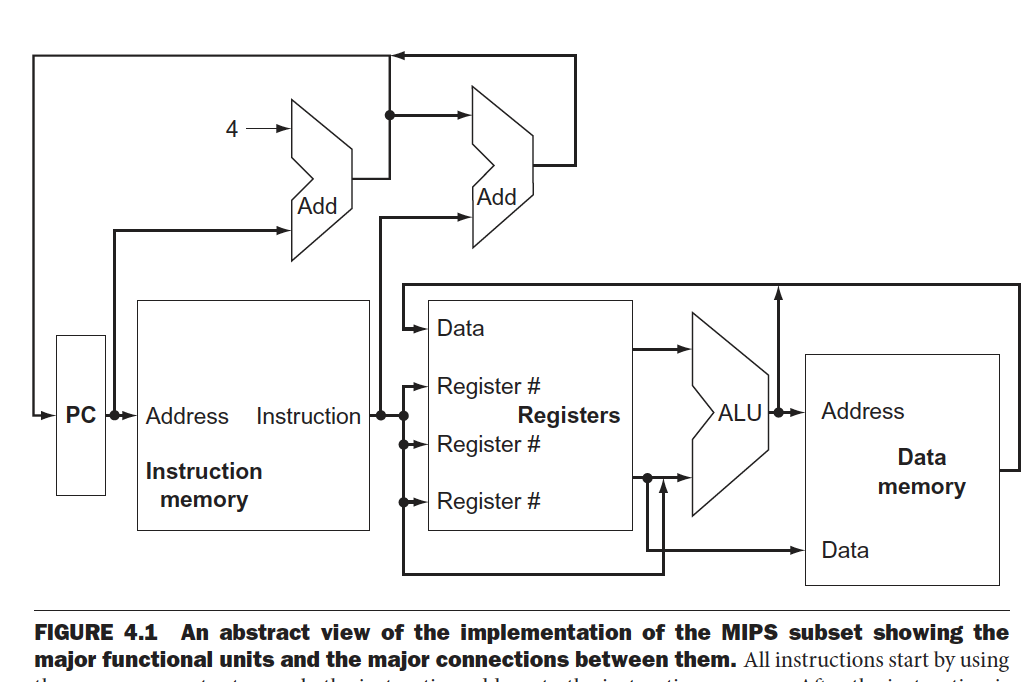 4
Add
Add
Data
Register #
PC
Address
Instruction
Registers
ALU
Address
Register #
Data
memory
Instruction
memory
Register #
Data
FIGURE 4.1 An abstract view of the implementation of the MIPS subset showing the
major functional units and the major connections between them. All instructions start by using